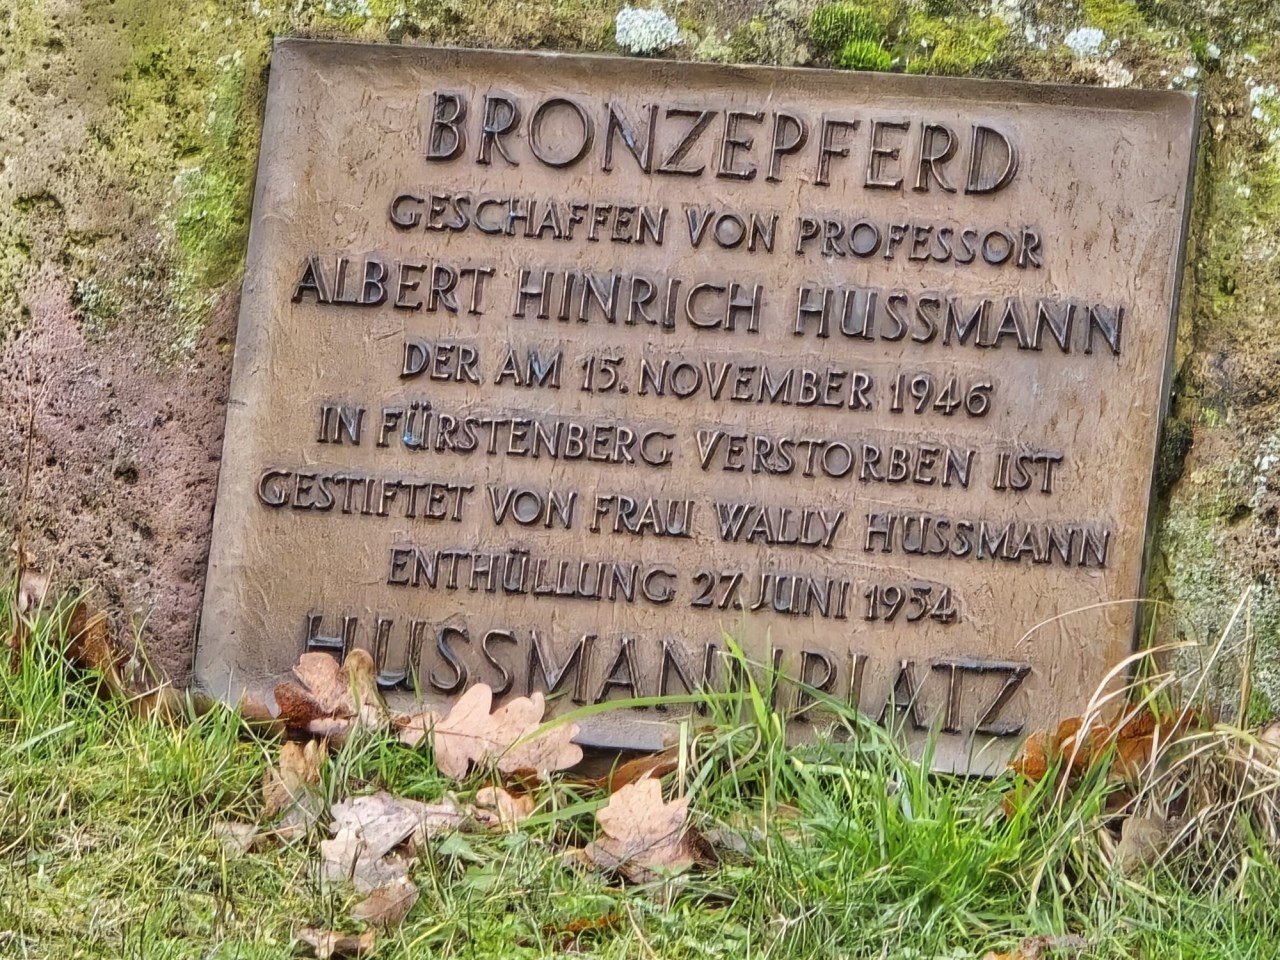 BRONZEPFERD
GESCHAFFEN VON PROFESSOR
ALBERT HINRICH HUSSMANN
DER AM 15. NOVEMBER 1946
IN FÜRSTENBERG VERSTORBEN IST
GESTIFTET VON FRAU WALLY HUSSMANN
ENTHÜLLUNG 27. JUNI 1954
HUSSMANNPLATZ